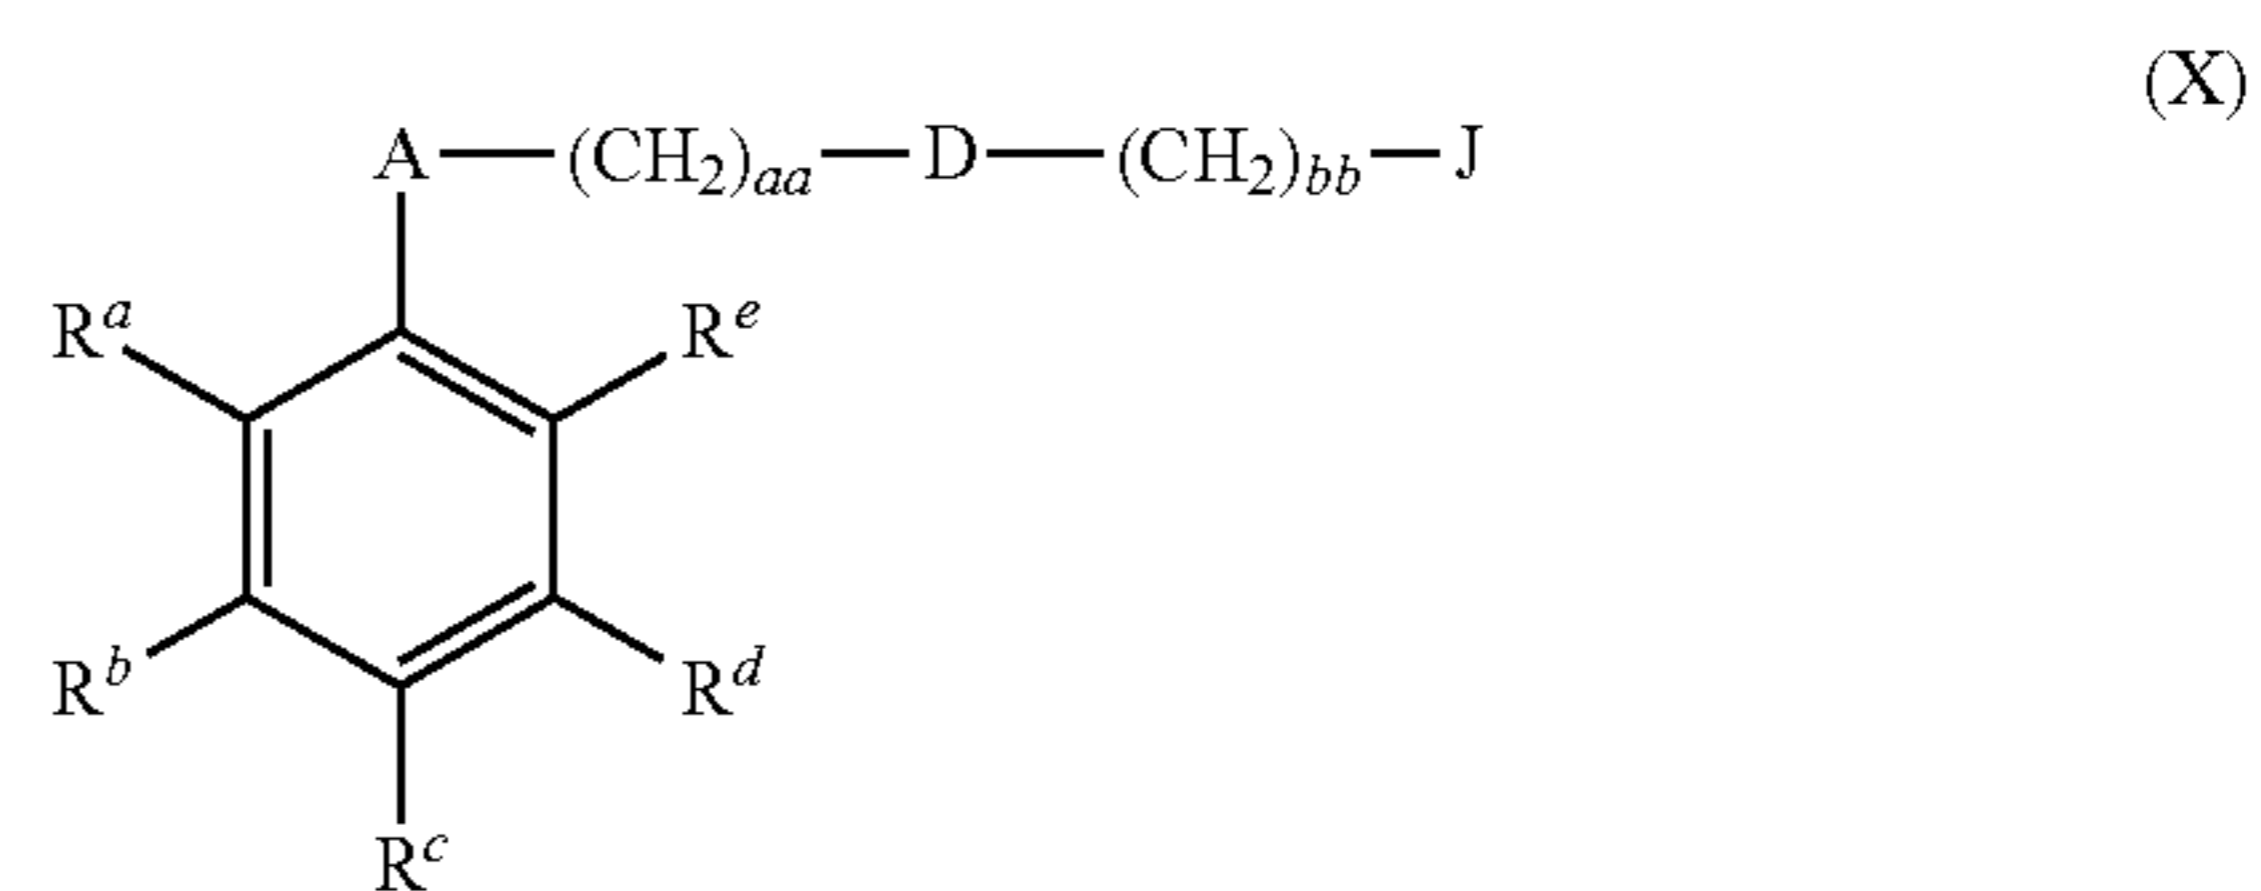 (X)
A—(CH₂)aa—D—(CH₂)bb—J
Rᵃ Rᵉ
Rᵇ Rᵈ
Rᶜ